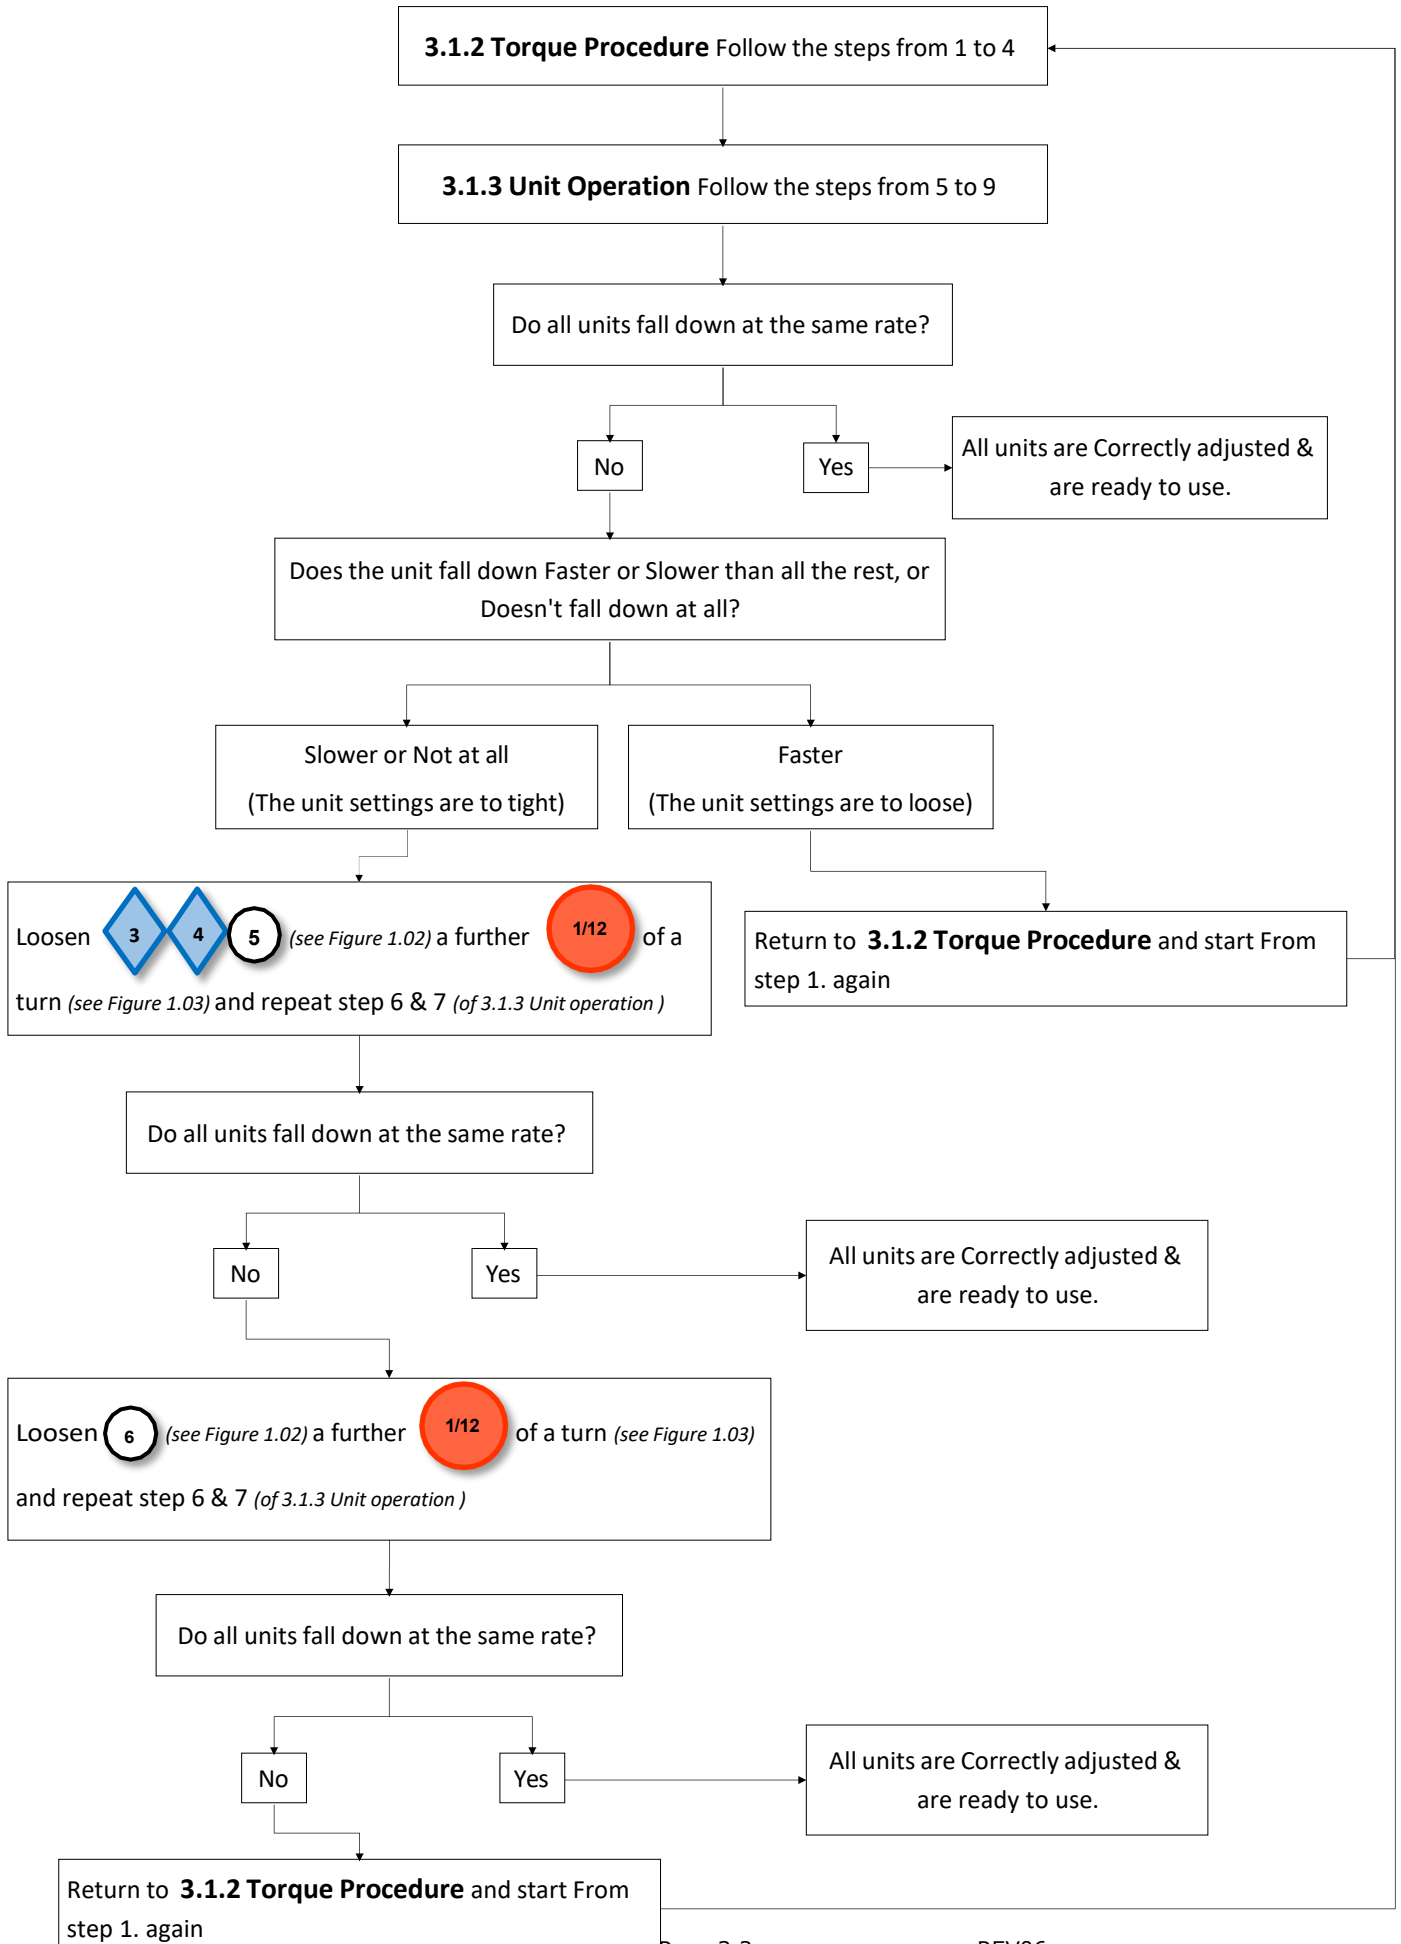 3.1.2 Torque Procedure Follow the steps from 1 to 4
3.1.3 Unit Operation Follow the steps from 5 to 9
Do all units fall down at the same rate?
No
Yes
All units are Correctly adjusted &
are ready to use.
Does the unit fall down Faster or Slower than all the rest, or
Doesn't fall down at all?
Slower or Not at all
(The unit settings are to tight)
Faster
(The unit settings are to loose)
Loosen 3 4 5 (see Figure 1.02) a further 1/12 of a
turn (see Figure 1.03) and repeat step 6 & 7 (of 3.1.3 Unit operation )
Return to 3.1.2 Torque Procedure and start From
step 1. again
Do all units fall down at the same rate?
No
Yes
All units are Correctly adjusted &
are ready to use.
Loosen 6 (see Figure 1.02) a further 1/12 of a turn (see Figure 1.03)
and repeat step 6 & 7 (of 3.1.3 Unit operation )
Do all units fall down at the same rate?
No
Yes
All units are Correctly adjusted &
are ready to use.
Return to 3.1.2 Torque Procedure and start From
step 1. again